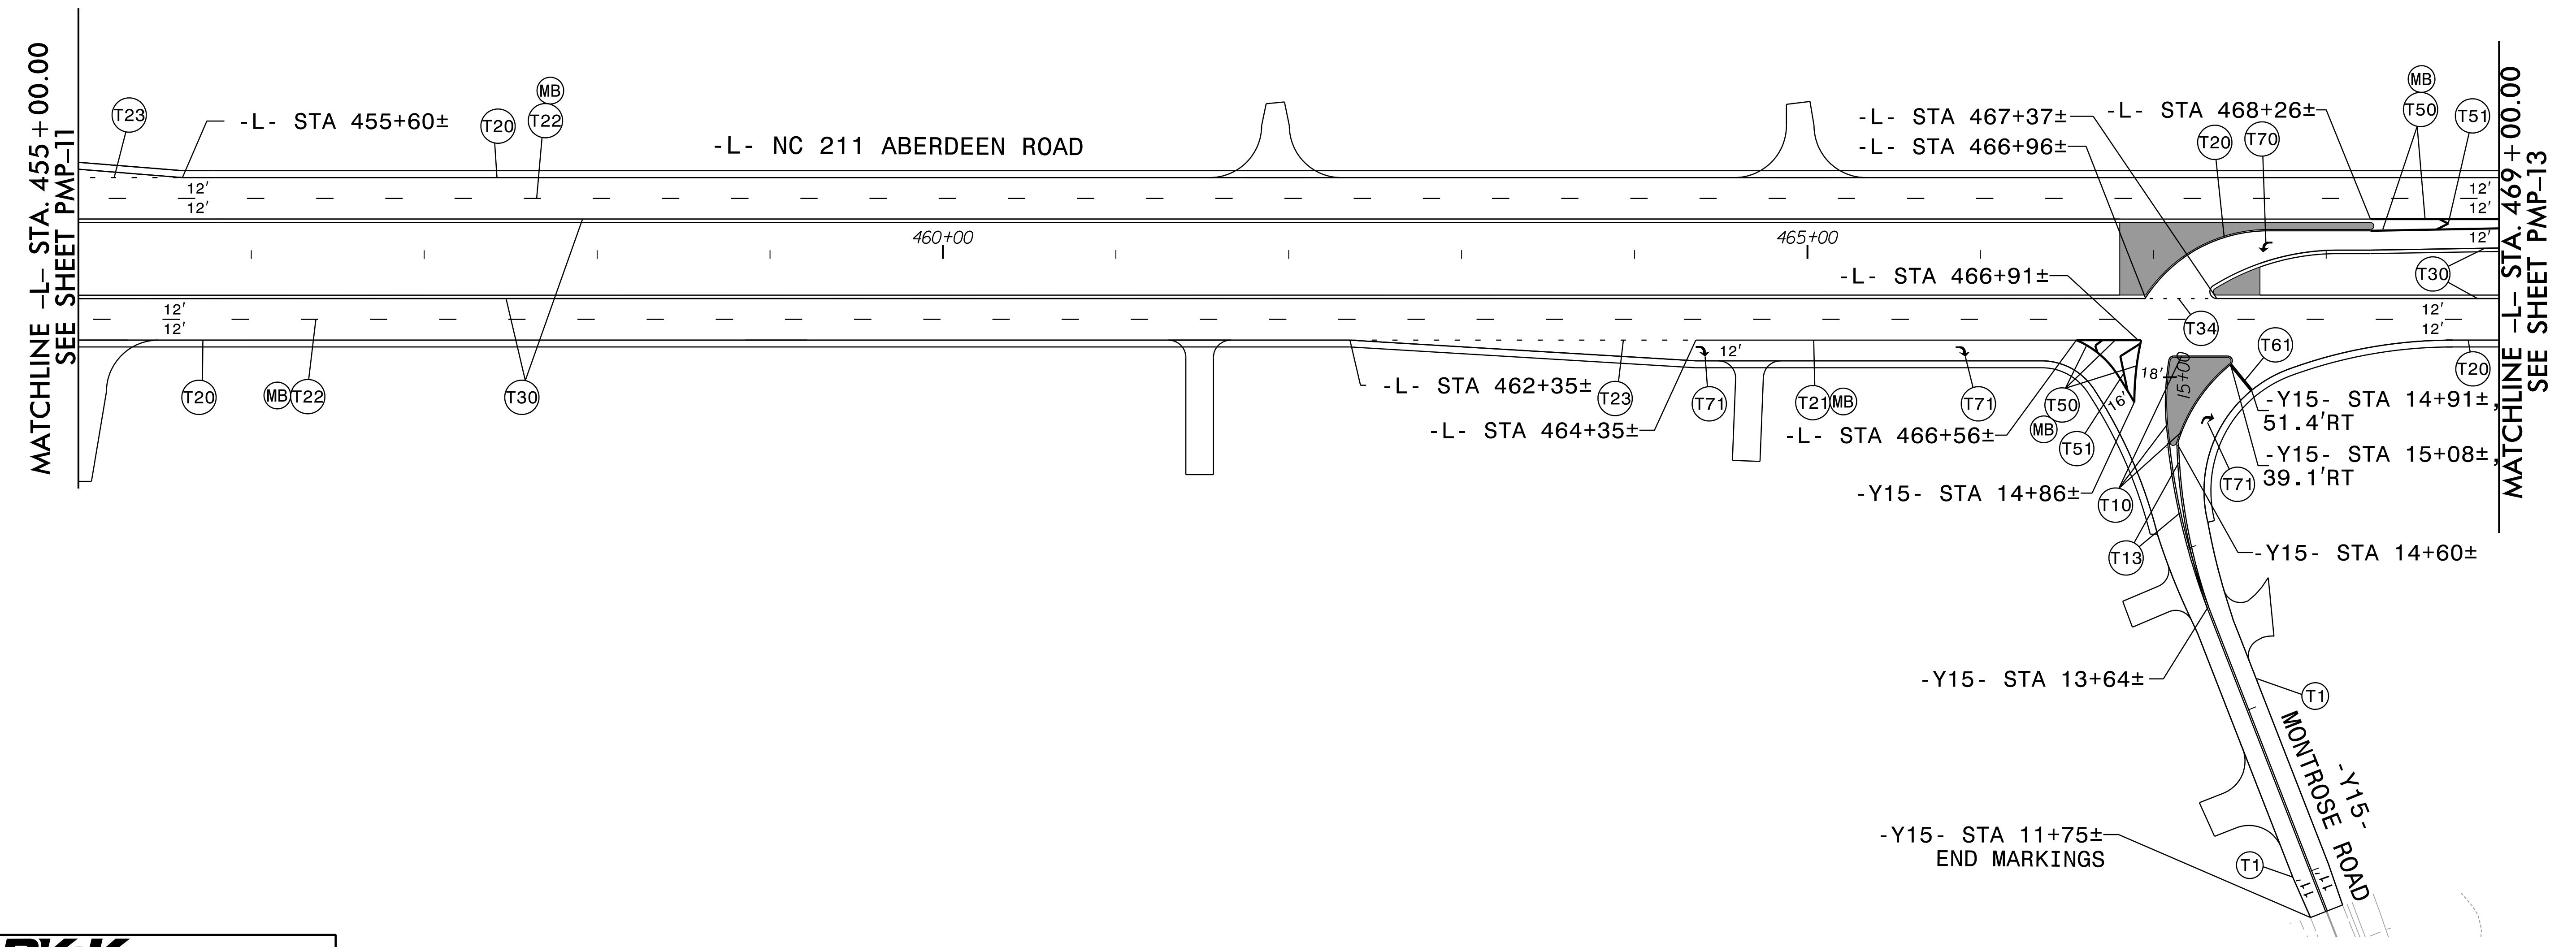 MATCHLINE -L- STA. 455+00.00
SEE SHEET PMP-11
T23
-L- STA 455+60±
T20
MB
T22
-L- NC 211 ABERDEEN ROAD
-L- STA 467+37±
-L- STA 466+96±
-L- STA 468+26±
T20
T70
MB
T50
T51
12'
12'
12'
12'
12'
460+00
465+00
-L- STA 466+91±
T30
12'
12'
12'
12'
T34
T61
T20
MB
T22
T30
-L- STA 462+35±
T23
-L- STA 464+35±
12'
T71
T21
MB
T71
-L- STA 466+56±
T50
MB
T51
16'
18'
15+00
T20
-Y15- STA 14+91±,
51.4'RT
-Y15- STA 15+08±,
39.1'RT
T71
-Y15- STA 14+86±
T10
T13
-Y15- STA 14+60±
-Y15- STA 13+64±
T1
-Y15-
MONTROSE ROAD
-Y15- STA 11+75±
END MARKINGS
T1
11'
11'
MATCHLINE -L- STA. 469+00.00
SEE SHEET PMP-13